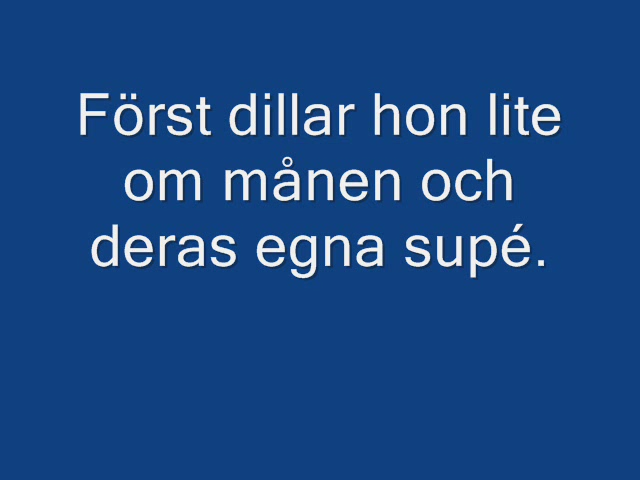 Först dillar hon lite
om månen och
deras egna supé.